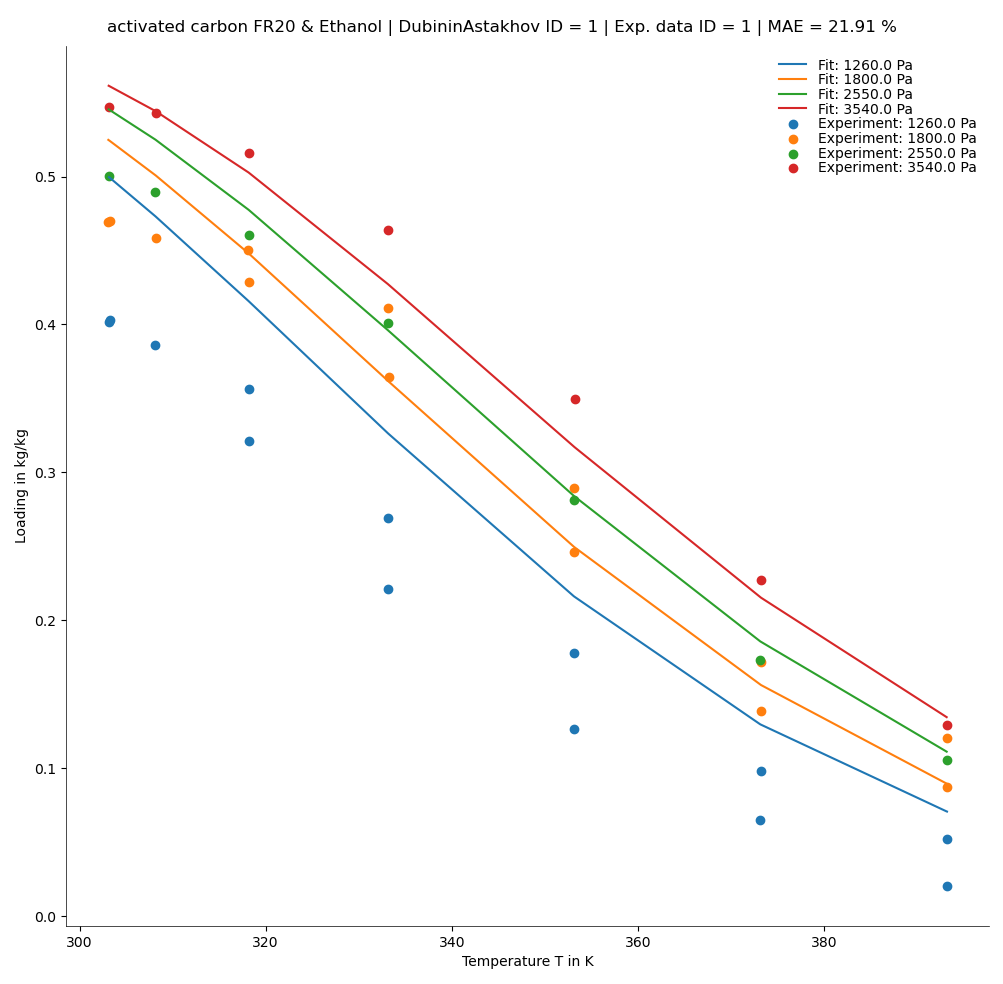 activated carbon FR20 & Ethanol | DubininAstakhov ID = 1 | Exp. data ID = 1 | MAE = 21.91 %
Fit: 1260.0 Pa
Fit: 1800.0 Pa
Fit: 2550.0 Pa
Fit: 3540.0 Pa
Experiment: 1260.0 Pa
Experiment: 1800.0 Pa
Experiment: 2550.0 Pa
Experiment: 3540.0 Pa
Loading in kg/kg
0.5
0.4
0.3
0.2
0.1
0.0
300 320 340 360 380
Temperature T in K